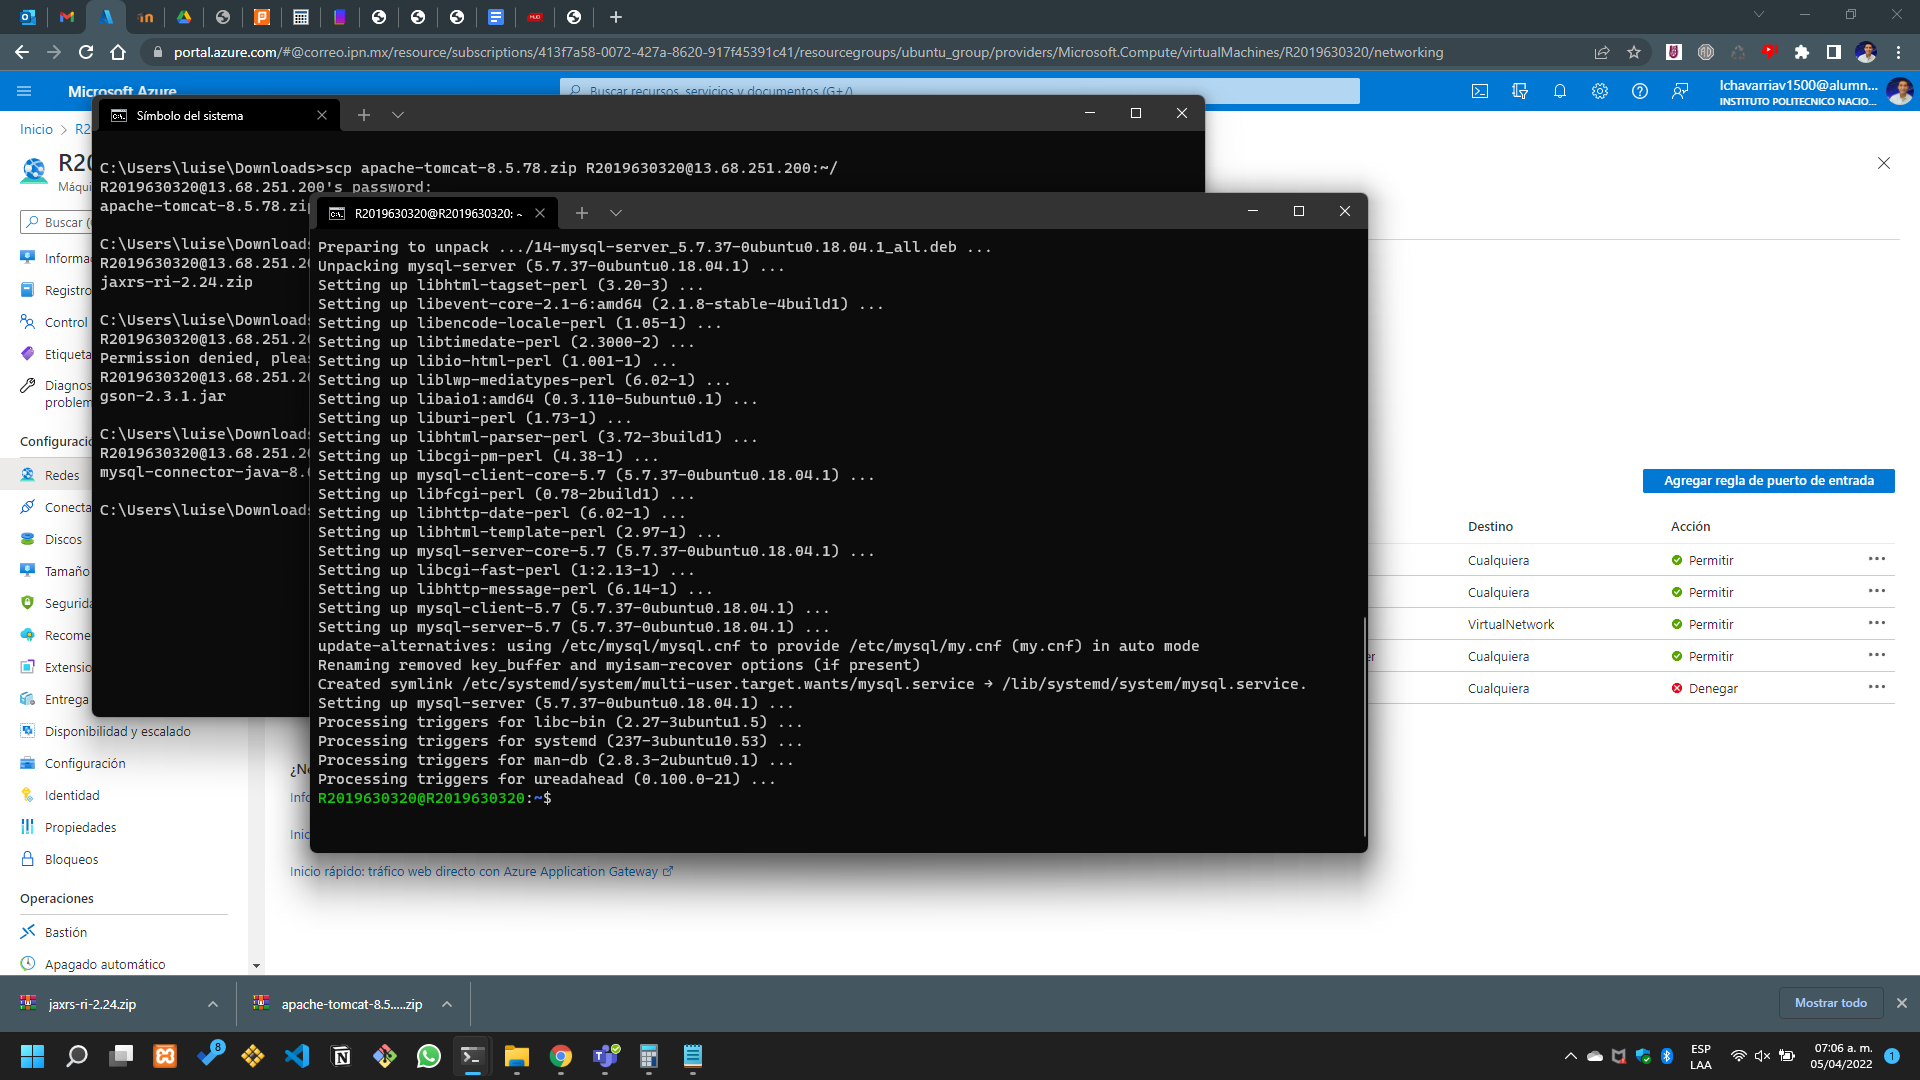 portal.azure.com/#@correo.ipn.mx/resource/subscriptions/413f7a58-0072-427a-8620-917f45391c41/resourcegroups/ubuntu_group/providers/Microsoft.Compute/virtualMachines/R2019630320/networking
Microsoft Azure
Buscar recursos, servicios y documentos (G+/)
lchavarriav1500@alumn...
INSTITUTO POLITECNICO NACIO...
Inicio > R2
R20
Máqui
Buscar (
Informa
Registro
Control
Etiqueta
Diagnos
problem
Configuració
Redes
Conecta
Discos
Tamaño
Segurida
Recome
Extensio
Entrega
Disponibilidad y escalado
Configuración
Identidad
Propiedades
Bloqueos
Operaciones
Bastión
Apagado automático
Símbolo del sistema
C:\Users\luise\Downloads>scp apache-tomcat-8.5.78.zip R2019630320@13.68.251.200:~/
R2019630320@13.68.251.200's password:
apache-tomcat-8.5.78.zip
C:\Users\luise\Downloads
R2019630320@13.68.251.20
jaxrs-ri-2.24.zip
C:\Users\luise\Downloads
R2019630320@13.68.251.20
Permission denied, pleas
R2019630320@13.68.251.20
gson-2.3.1.jar
C:\Users\luise\Downloads
R2019630320@13.68.251.20
mysql-connector-java-8.0
C:\Users\luise\Downloads
R2019630320@R2019630320: ~
Preparing to unpack .../14-mysql-server_5.7.37-0ubuntu0.18.04.1_all.deb ...
Unpacking mysql-server (5.7.37-0ubuntu0.18.04.1) ...
Setting up libhtml-tagset-perl (3.20-3) ...
Setting up libevent-core-2.1-6:amd64 (2.1.8-stable-4build1) ...
Setting up libencode-locale-perl (1.05-1) ...
Setting up libtimedate-perl (2.3000-2) ...
Setting up libio-html-perl (1.001-1) ...
Setting up liblwp-mediatypes-perl (6.02-1) ...
Setting up libaio1:amd64 (0.3.110-5ubuntu0.1) ...
Setting up liburi-perl (1.73-1) ...
Setting up libhtml-parser-perl (3.72-3build1) ...
Setting up libcgi-pm-perl (4.38-1) ...
Setting up mysql-client-core-5.7 (5.7.37-0ubuntu0.18.04.1) ...
Setting up libfcgi-perl (0.78-2build1) ...
Setting up libhttp-date-perl (6.02-1) ...
Setting up libhtml-template-perl (2.97-1) ...
Setting up mysql-server-core-5.7 (5.7.37-0ubuntu0.18.04.1) ...
Setting up libcgi-fast-perl (1:2.13-1) ...
Setting up libhttp-message-perl (6.14-1) ...
Setting up mysql-client-5.7 (5.7.37-0ubuntu0.18.04.1) ...
Setting up mysql-server-5.7 (5.7.37-0ubuntu0.18.04.1) ...
update-alternatives: using /etc/mysql/mysql.cnf to provide /etc/mysql/my.cnf (my.cnf) in auto mode
Renaming removed key_buffer and myisam-recover options (if present)
Created symlink /etc/systemd/system/multi-user.target.wants/mysql.service → /lib/systemd/system/mysql.service.
Setting up mysql-server (5.7.37-0ubuntu0.18.04.1) ...
Processing triggers for libc-bin (2.27-3ubuntu1.5) ...
Processing triggers for systemd (237-3ubuntu10.53) ...
Processing triggers for man-db (2.8.3-2ubuntu0.1) ...
Processing triggers for ureadahead (0.100.0-21) ...
R2019630320@R2019630320:~$
Agregar regla de puerto de entrada
Destino Acción
Cualquiera Permitir
Cualquiera Permitir
VirtualNetwork Permitir
er Cualquiera Permitir
Cualquiera Denegar
¿Ne
Info
Inic
Inicio rápido: tráfico web directo con Azure Application Gateway
jaxrs-ri-2.24.zip
apache-tomcat-8.5.....zip
Mostrar todo
8
ESP
LAA
07:06 a. m.
05/04/2022
1